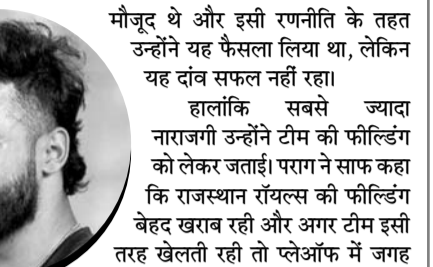 मौजूद थे और इसी रणनीति के तहत
उन्होंने यह फैसला लिया था, लेकिन
यह दांव सफल नहीं रहा।
हालांकि सबसे ज्यादा
नाराजगी उन्होंने टीम की फील्डिंग
को लेकर जताई। पराग ने साफ कहा
कि राजस्थान रॉयल्स की फील्डिंग
बेहद खराब रही और अगर टीम इसी
तरह खेलती रही तो प्लेऑफ में जगह